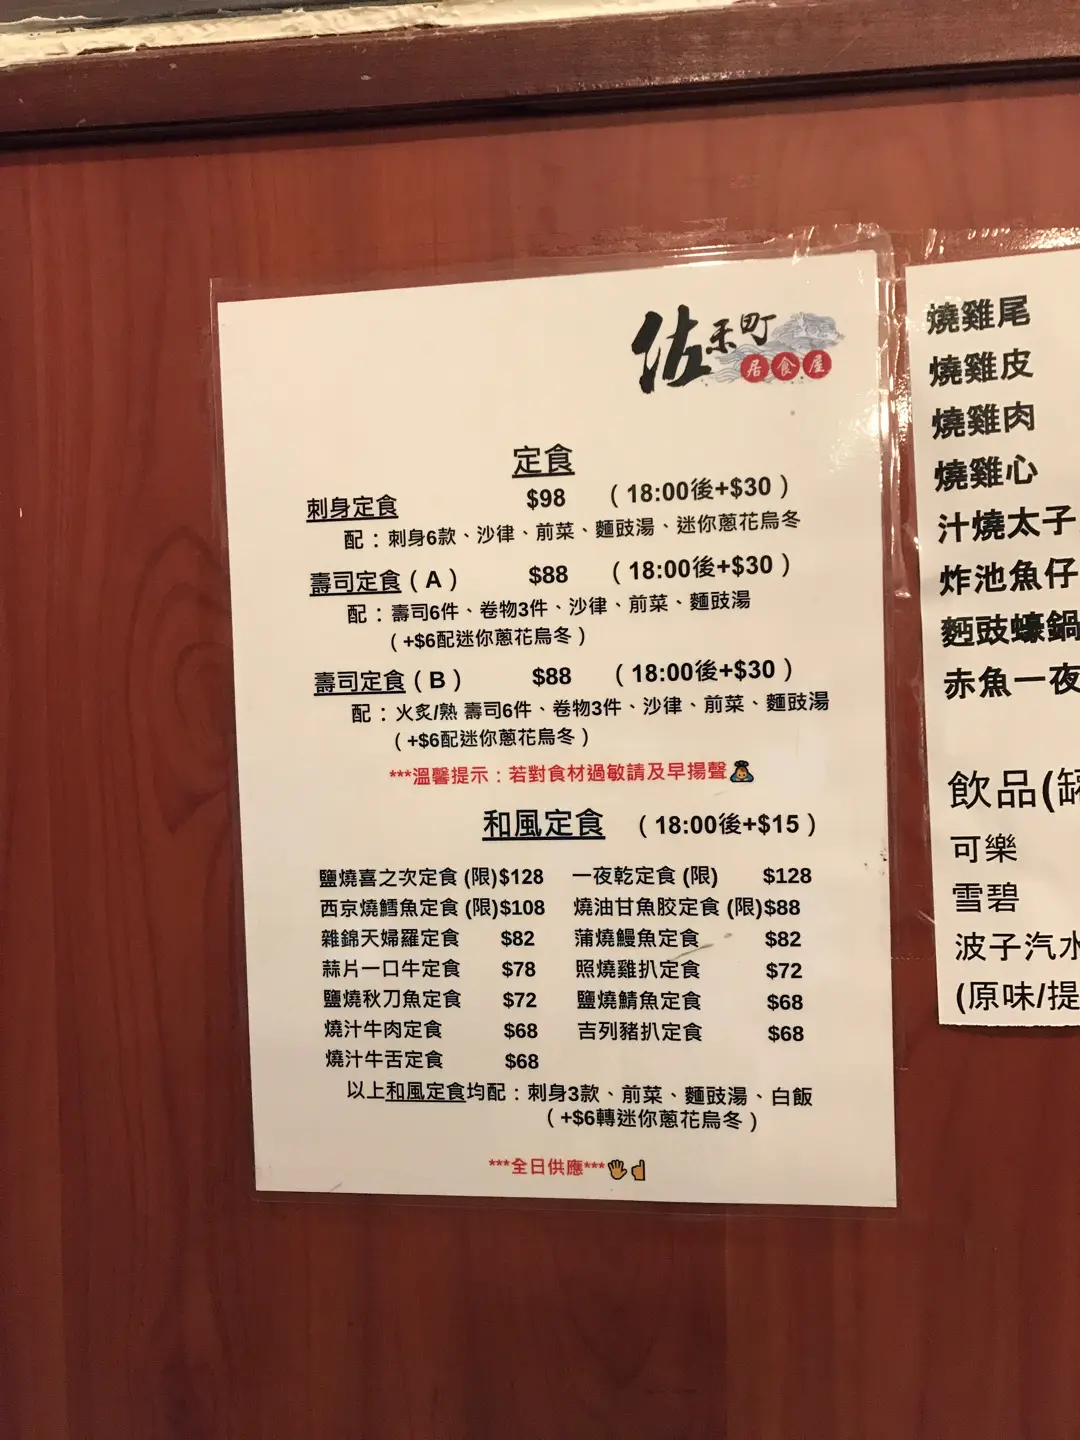 佐禾町
居食屋
定食
刺身定食 $98 （18:00後+$30）
配：刺身6款、沙律、前菜、麵豉湯、迷你蔥花烏冬
壽司定食（A） $88 （18:00後+$30）
配：壽司6件、卷物3件、沙律、前菜、麵豉湯
（+$6配迷你蔥花烏冬）
壽司定食（B） $88 （18:00後+$30）
配：火炙/熟 壽司6件、卷物3件、沙律、前菜、麵豉湯
（+$6配迷你蔥花烏冬）
***溫馨提示：若對食材過敏請及早揚聲🙇
和風定食 （18:00後+$15）
鹽燒喜之次定食 (限)$128 一夜乾定食 (限) $128
西京燒鱈魚定食 (限)$108 燒油甘魚胶定食 (限)$88
雜錦天婦羅定食 $82 蒲燒鰻魚定食 $82
蒜片一口牛定食 $78 照燒雞扒定食 $72
鹽燒秋刀魚定食 $72 鹽燒鯖魚定食 $68
燒汁牛肉定食 $68 吉列豬扒定食 $68
燒汁牛舌定食 $68
以上和風定食均配：刺身3款、前菜、麵豉湯、白飯
（+$6轉迷你蔥花烏冬）
***全日供應***👋☝
燒雞尾
燒雞皮
燒雞肉
燒雞心
汁燒太子
炸池魚仔
麪豉蠔鍋
赤魚一夜
飲品(罐
可樂
雪碧
波子汽水
(原味/提